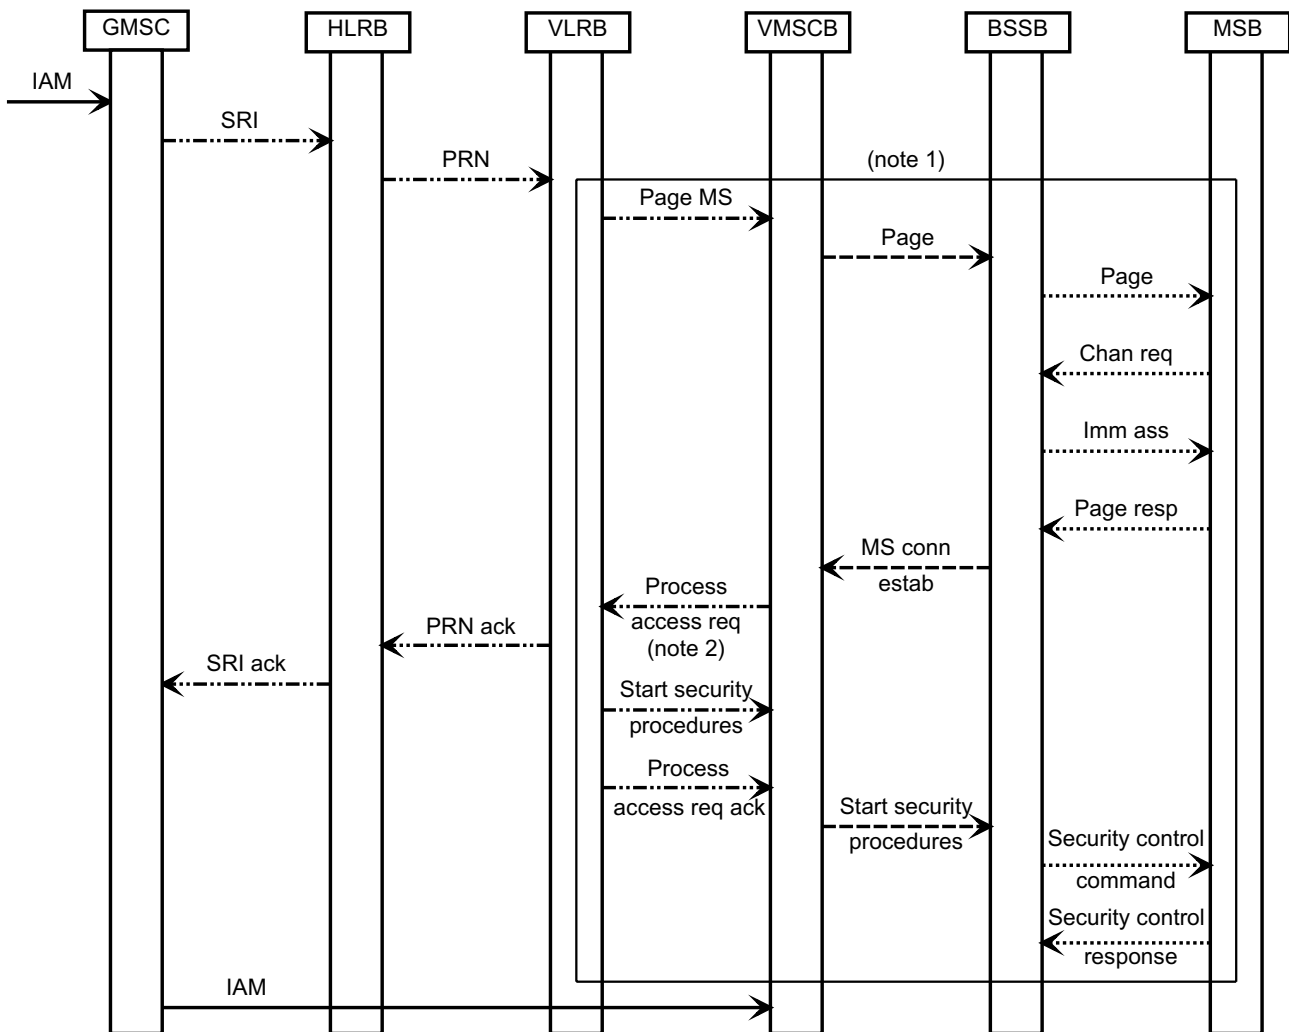 GMSC
HLRB
VLRB
VMSCB
BSSB
MSB
IAM
SRI
PRN
(note 1)
Page MS
Page
Page
Chan req
Imm ass
Page resp
MS conn
estab
Process
access req
(note 2)
PRN ack
SRI ack
Start security
procedures
Process
access req ack
Start security
procedures
Security control
command
Security control
response
IAM